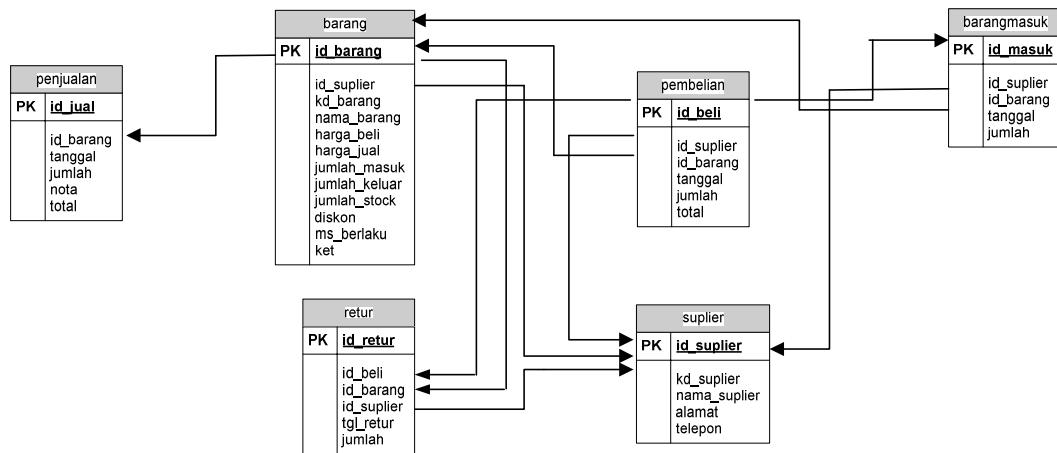 penjualan
PK id_jual
id_barang
tanggal
jumlah
nota
total
barang
PK id_barang
id_suplier
kd_barang
nama_barang
harga_beli
harga_jual
jumlah_masuk
jumlah_keluar
jumlah_stock
diskon
ms_berlaku
ket
pembelian
PK id_beli
id_suplier
id_barang
tanggal
jumlah
total
barangmasuk
PK id_masuk
id_suplier
id_barang
tanggal
jumlah
retur
PK id_retur
id_beli
id_barang
id_suplier
tgl_retur
jumlah
suplier
PK id_suplier
kd_suplier
nama_suplier
alamat
telepon